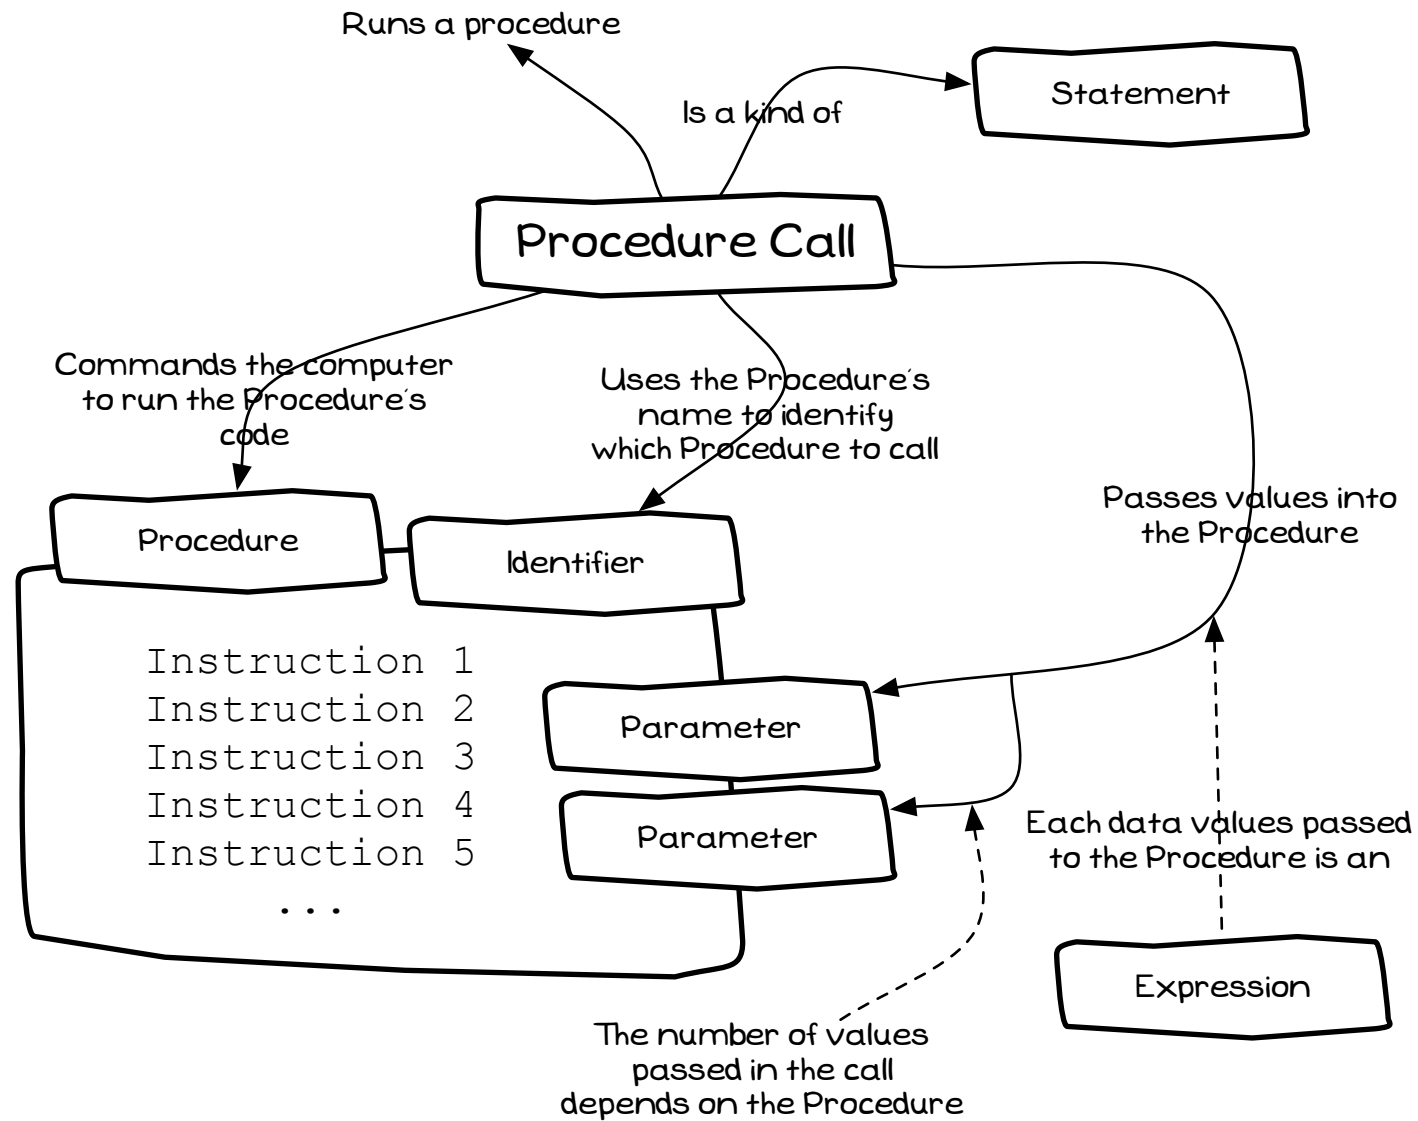 Runs a procedure
Is a kind of
Statement
Procedure Call
Commands the computer
to run the Procedure's
code
Uses the Procedure's
name to identify
which Procedure to call
Passes values into
the Procedure
Procedure
Identifier
Instruction 1
Instruction 2
Instruction 3
Instruction 4
Instruction 5
...
Parameter
Parameter
Each data values passed
to the Procedure is an
Expression
The number of values
passed in the call
depends on the Procedure